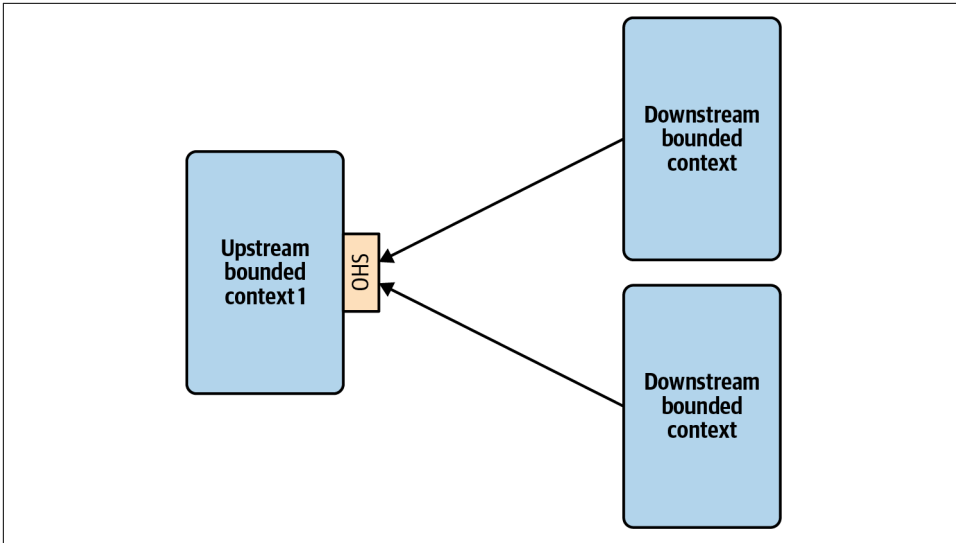 Upstream
bounded
context 1
OHS
Downstream
bounded
context
Downstream
bounded
context